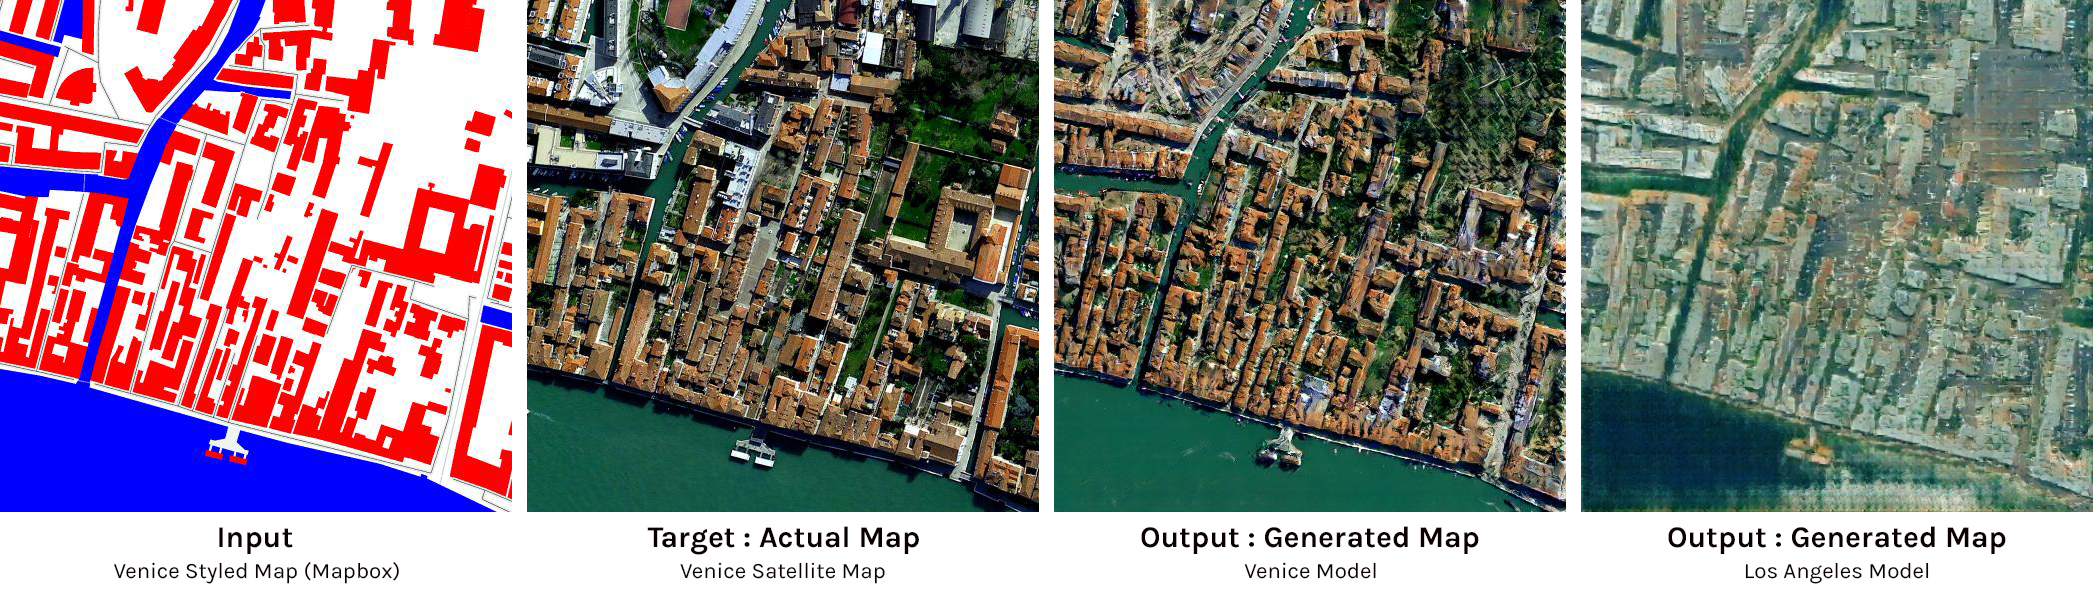 Input
Venice Styled Map (Mapbox)
Target : Actual Map
Venice Satellite Map
Output : Generated Map
Venice Model
Output : Generated Map
Los Angeles Model